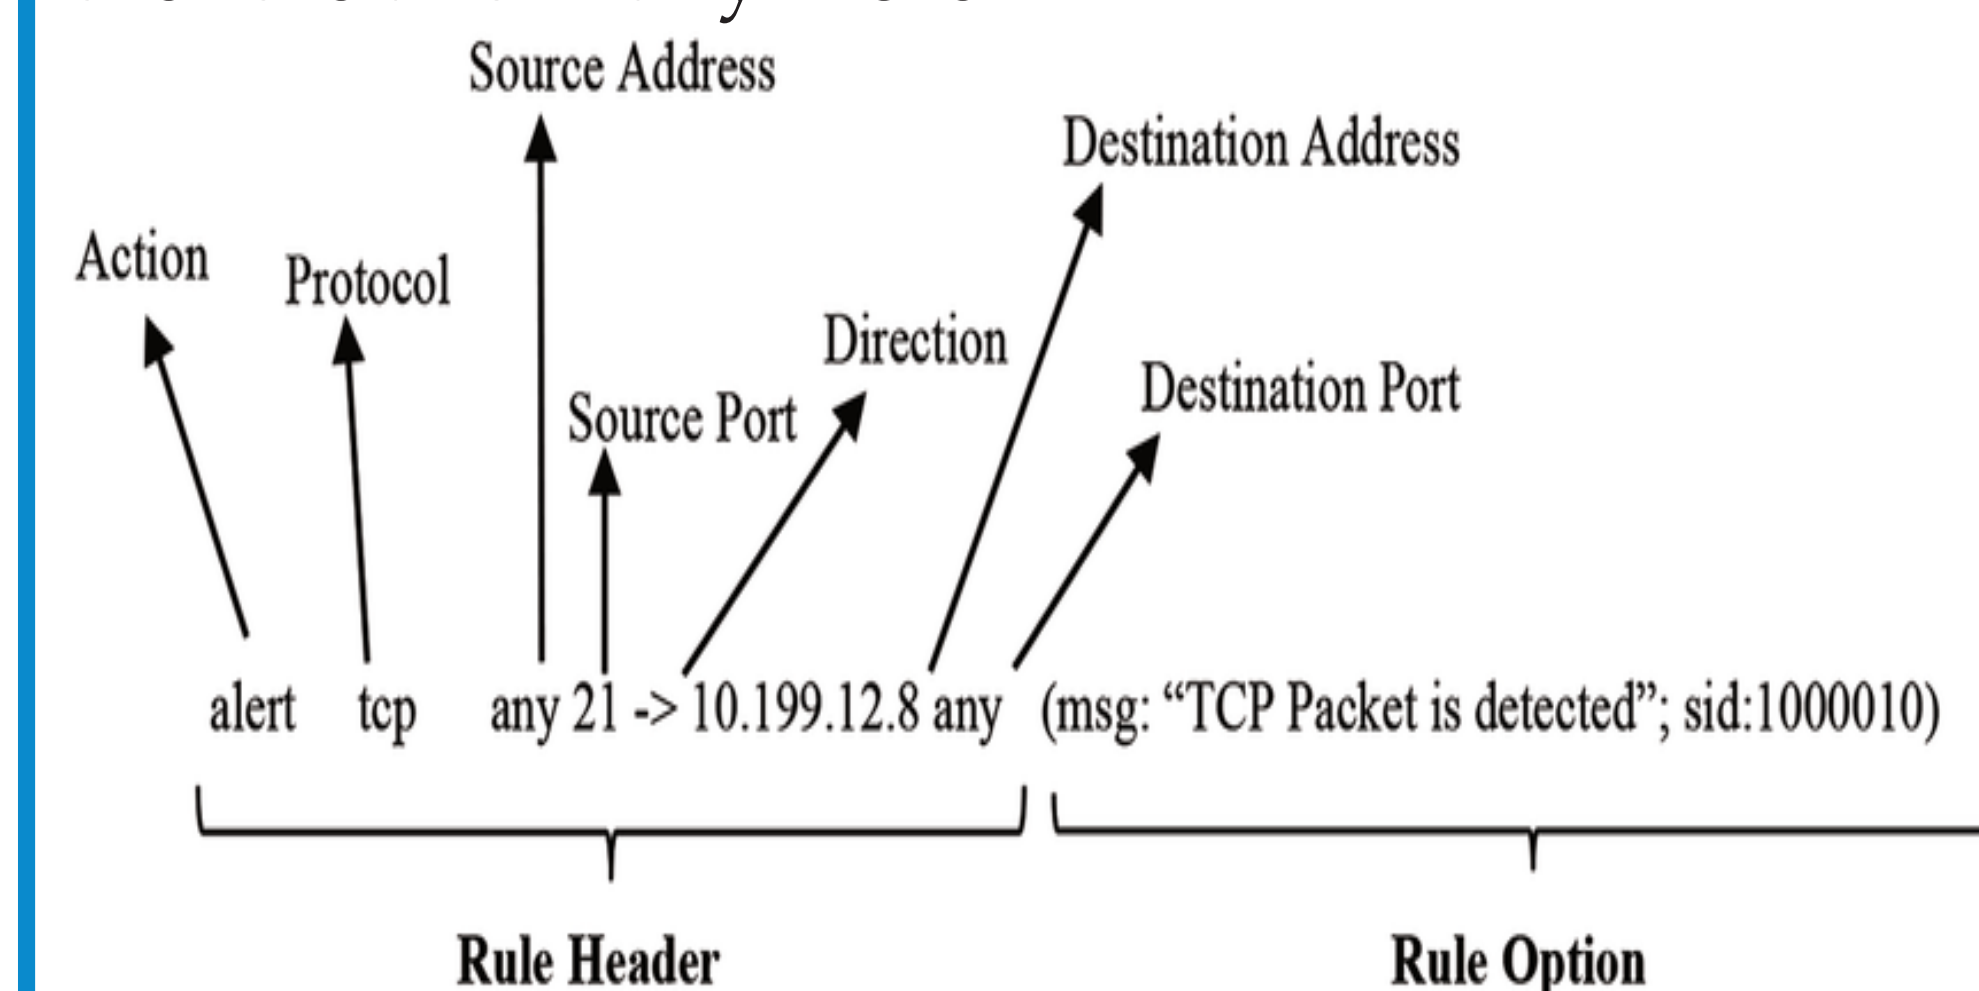 Source Address
Destination Address
Action
Protocol
Direction
Destination Port
Source Port
alert tcp any 21 -> 10.199.12.8 any (msg: “TCP Packet is detected”; sid:1000010)
Rule Header
Rule Option